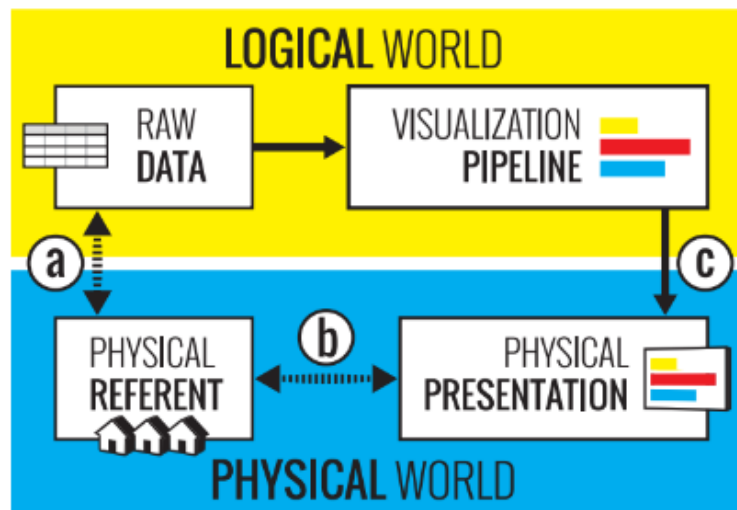 LOGICAL WORLD
RAW
DATA
VISUALIZATION
PIPELINE
a
c
PHYSICAL
REFERENT
b
PHYSICAL
PRESENTATION
PHYSICAL WORLD